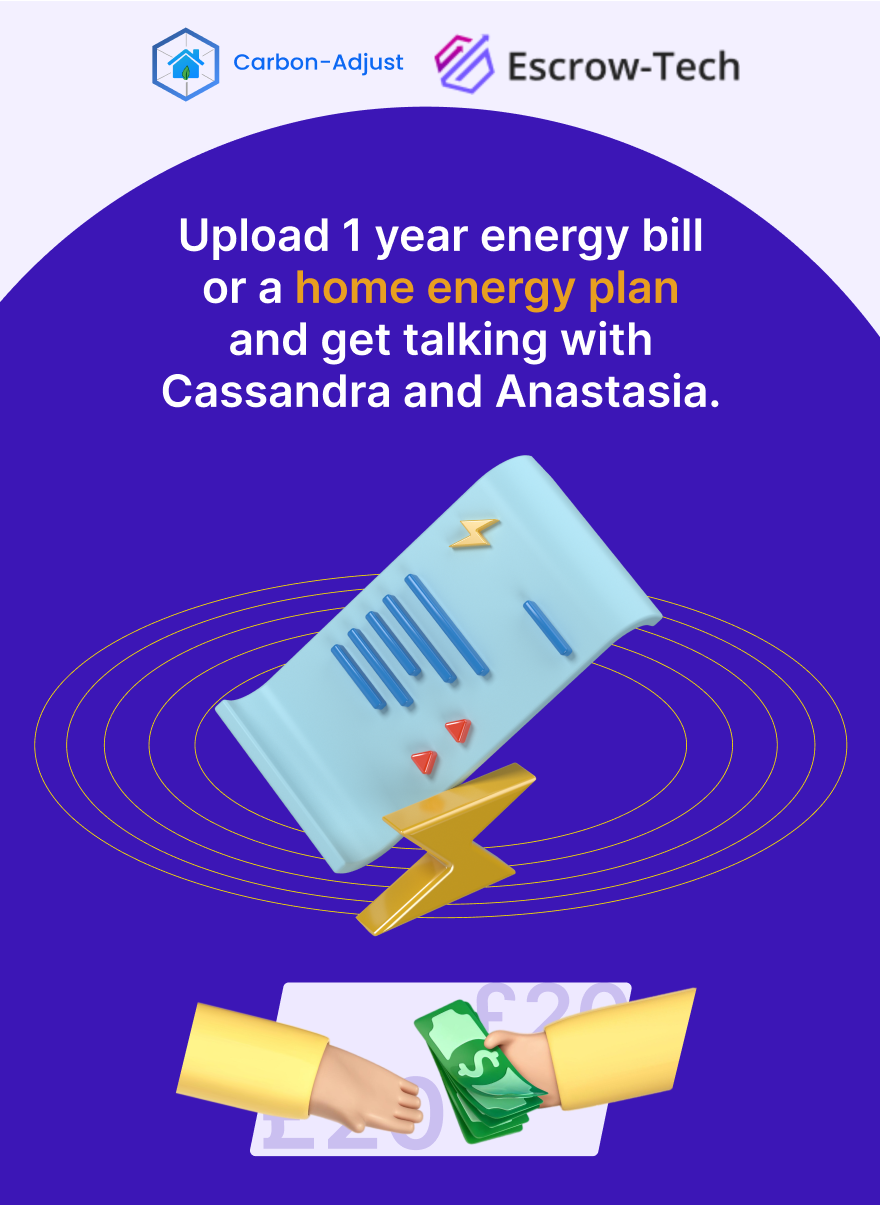 Carbon-Adjust
Escrow-Tech
Upload 1 year energy bill
or a home energy plan
and get talking with
Cassandra and Anastasia.
£20
$
£20